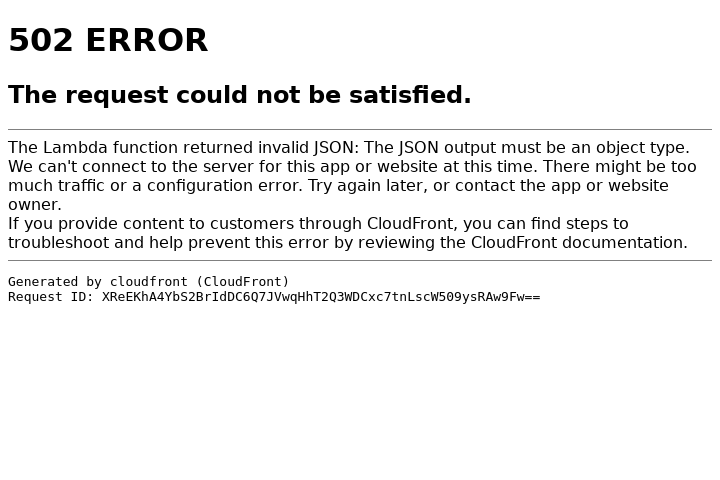 502 ERROR
The request could not be satisfied.
The Lambda function returned invalid JSON: The JSON output must be an object type.
We can't connect to the server for this app or website at this time. There might be too
much traffic or a configuration error. Try again later, or contact the app or website
owner.
If you provide content to customers through CloudFront, you can find steps to
troubleshoot and help prevent this error by reviewing the CloudFront documentation.
Generated by cloudfront (CloudFront)
Request ID: XReEKhA4YbS2BrIdDC6Q7JVwqHhT2Q3WDCxc7tnLscW509ysRAw9Fw==